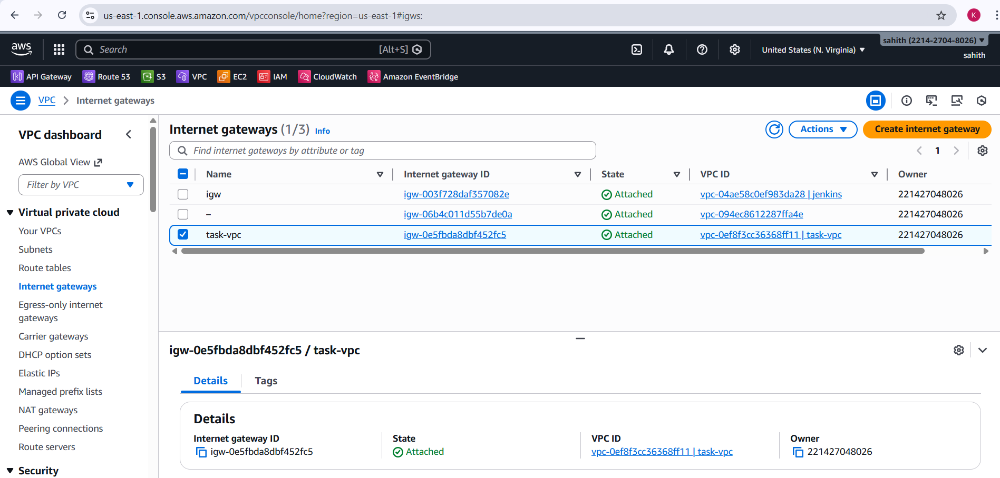 us-east-1.console.aws.amazon.com/vpcconsole/home?region=us-east-1#igws:
K
aws
Search
[Alt+S]
United States (N. Virginia)
sahith (2214-2704-8026)
sahith
API Gateway
Route 53
S3
VPC
EC2
IAM
CloudWatch
Amazon EventBridge
VPC
Internet gateways
VPC dashboard
AWS Global View
Filter by VPC
Virtual private cloud
Your VPCs
Subnets
Route tables
Internet gateways
Egress-only internet
gateways
Carrier gateways
DHCP option sets
Elastic IPs
Managed prefix lists
NAT gateways
Peering connections
Route servers
Security
Internet gateways (1/3) Info
Actions
Create internet gateway
Find internet gateways by attribute or tag
1
Name Internet gateway ID State VPC ID Owner
igw igw-003f728daf357082e Attached vpc-04ae58c0ef983da28 | jenkins 221427048026
– igw-06b4c011d55b7de0a Attached vpc-094ec8612287ffa4e 221427048026
task-vpc igw-0e5fbda8dbf452fc5 Attached vpc-0ef8f3cc36368ff11 | task-vpc 221427048026
igw-0e5fbda8dbf452fc5 / task-vpc
Details
Tags
Details
Internet gateway ID State VPC ID Owner
igw-0e5fbda8dbf452fc5 Attached vpc-0ef8f3cc36368ff11 | task-vpc 221427048026